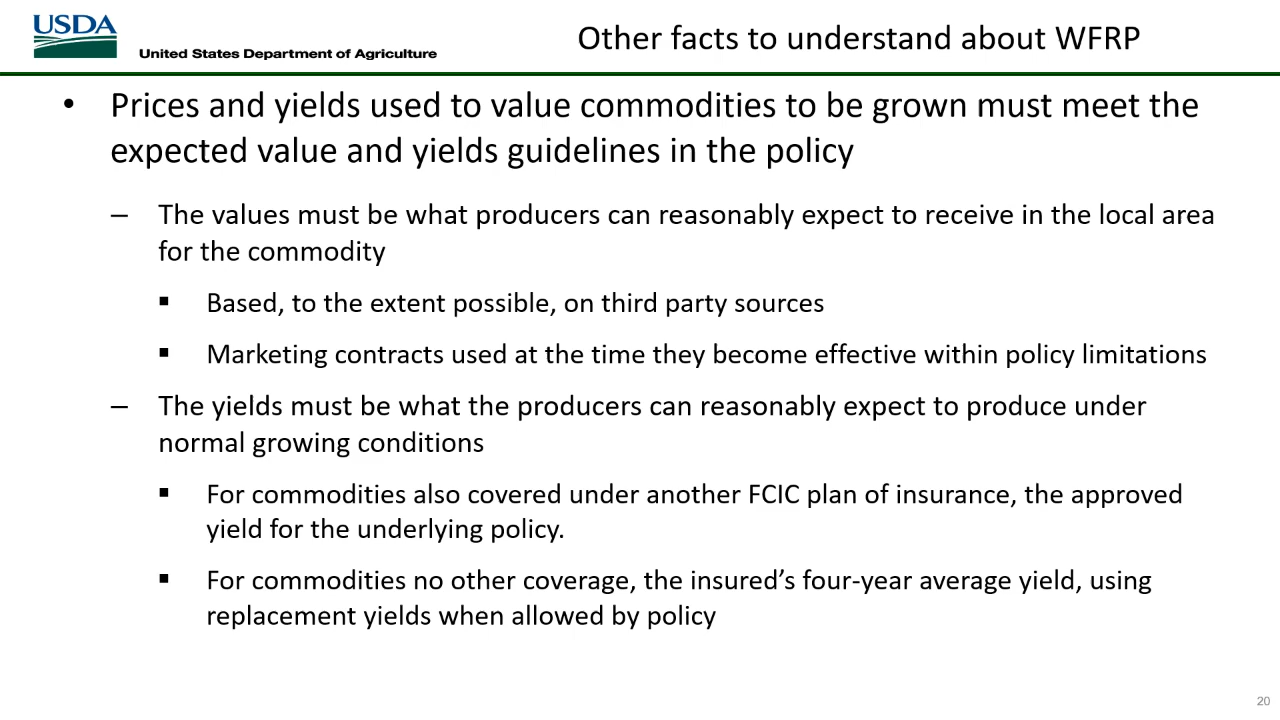 USDA
United States Department of Agriculture
Other facts to understand about WFRP
• Prices and yields used to value commodities to be grown must meet the
expected value and yields guidelines in the policy
– The values must be what producers can reasonably expect to receive in the local area
for the commodity
▪ Based, to the extent possible, on third party sources
▪ Marketing contracts used at the time they become effective within policy limitations
– The yields must be what the producers can reasonably expect to produce under
normal growing conditions
▪ For commodities also covered under another FCIC plan of insurance, the approved
yield for the underlying policy.
▪ For commodities no other coverage, the insured’s four-year average yield, using
replacement yields when allowed by policy
20